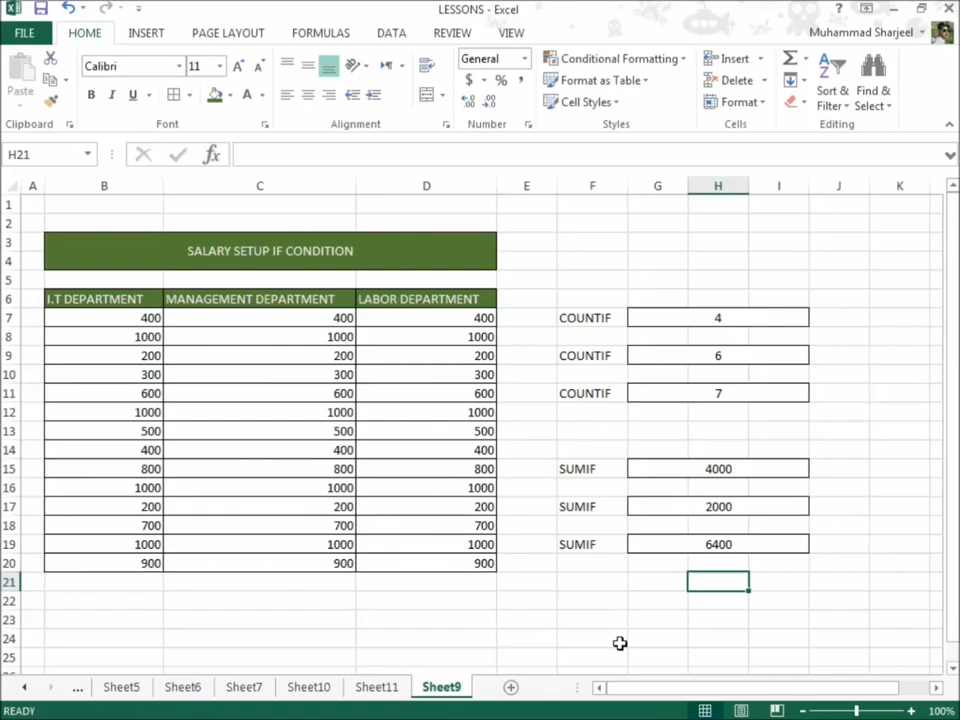 LESSONS - Excel
FILE HOME INSERT PAGE LAYOUT FORMULAS DATA REVIEW VIEW Muhammad Sharjeel
Paste
Calibri 11
B I U
A A
A
General
$ % ,
Conditional Formatting
Format as Table
Cell Styles
Insert
Delete
Format
Sort & Filter
Find & Select
Clipboard Font Alignment Number Styles Cells Editing
H21 fx
A B C D E F G H I J K
1
2
3
SALARY SETUP IF CONDITION
4
5
6 I.T DEPARTMENT MANAGEMENT DEPARTMENT LABOR DEPARTMENT
7 400 400 400 COUNTIF 4
8 1000 1000 1000
9 200 200 200 COUNTIF 6
10 300 300 300
11 600 600 600 COUNTIF 7
12 1000 1000 1000
13 500 500 500
14 400 400 400
15 800 800 800 SUMIF 4000
16 1000 1000 1000
17 200 200 200 SUMIF 2000
18 700 700 700
19 1000 1000 1000 SUMIF 6400
20 900 900 900
21
22
23
24
25
... Sheet5 Sheet6 Sheet7 Sheet10 Sheet11 Sheet9
READY 100%